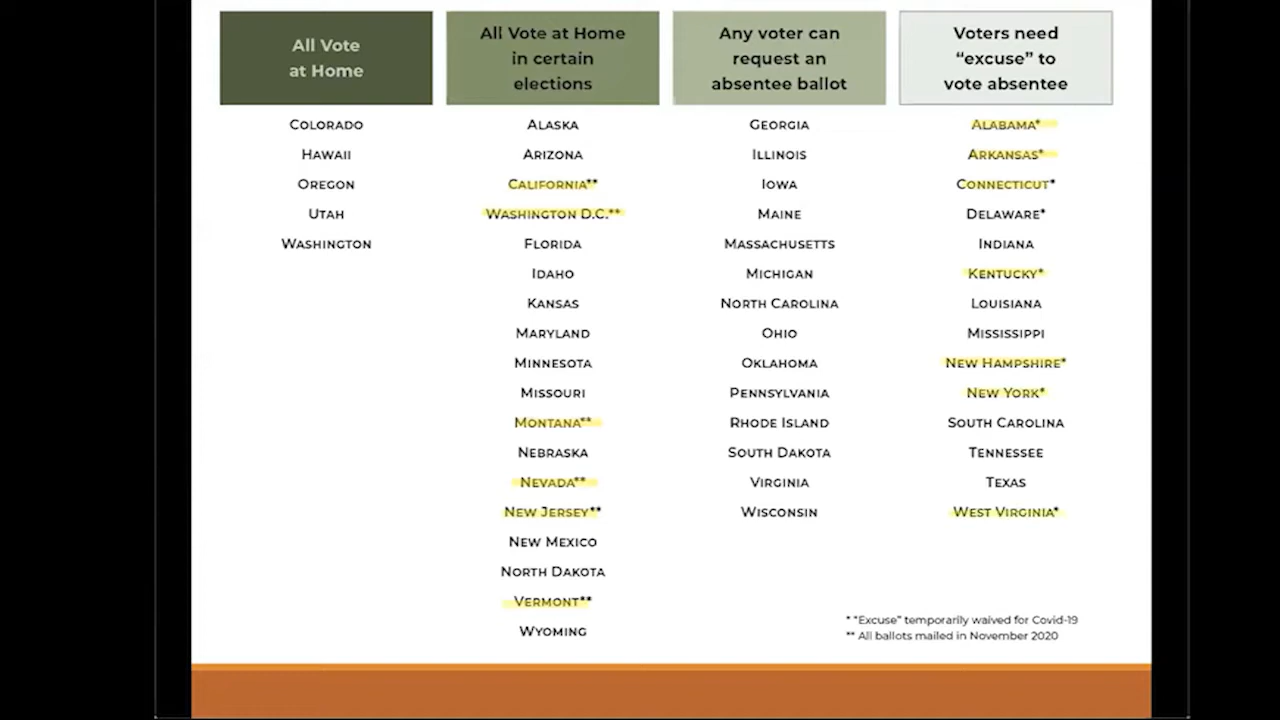 All Vote
at Home
COLORADO
HAWAII
OREGON
UTAH
WASHINGTON
All Vote at Home
in certain
elections
ALASKA
ARIZONA
CALIFORNIA**
WASHINGTON D.C.**
FLORIDA
IDAHO
KANSAS
MARYLAND
MINNESOTA
MISSOURI
MONTANA**
NEBRASKA
NEVADA**
NEW JERSEY**
NEW MEXICO
NORTH DAKOTA
VERMONT**
WYOMING
Any voter can
request an
absentee ballot
GEORGIA
ILLINOIS
IOWA
MAINE
MASSACHUSETTS
MICHIGAN
NORTH CAROLINA
OHIO
OKLAHOMA
PENNSYLVANIA
RHODE ISLAND
SOUTH DAKOTA
VIRGINIA
WISCONSIN
Voters need
“excuse” to
vote absentee
ALABAMA*
ARKANSAS*
CONNECTICUT*
DELAWARE*
INDIANA
KENTUCKY*
LOUISIANA
MISSISSIPPI
NEW HAMPSHIRE*
NEW YORK*
SOUTH CAROLINA
TENNESSEE
TEXAS
WEST VIRGINIA*
* “Excuse” temporarily waived for Covid-19
** All ballots mailed in November 2020